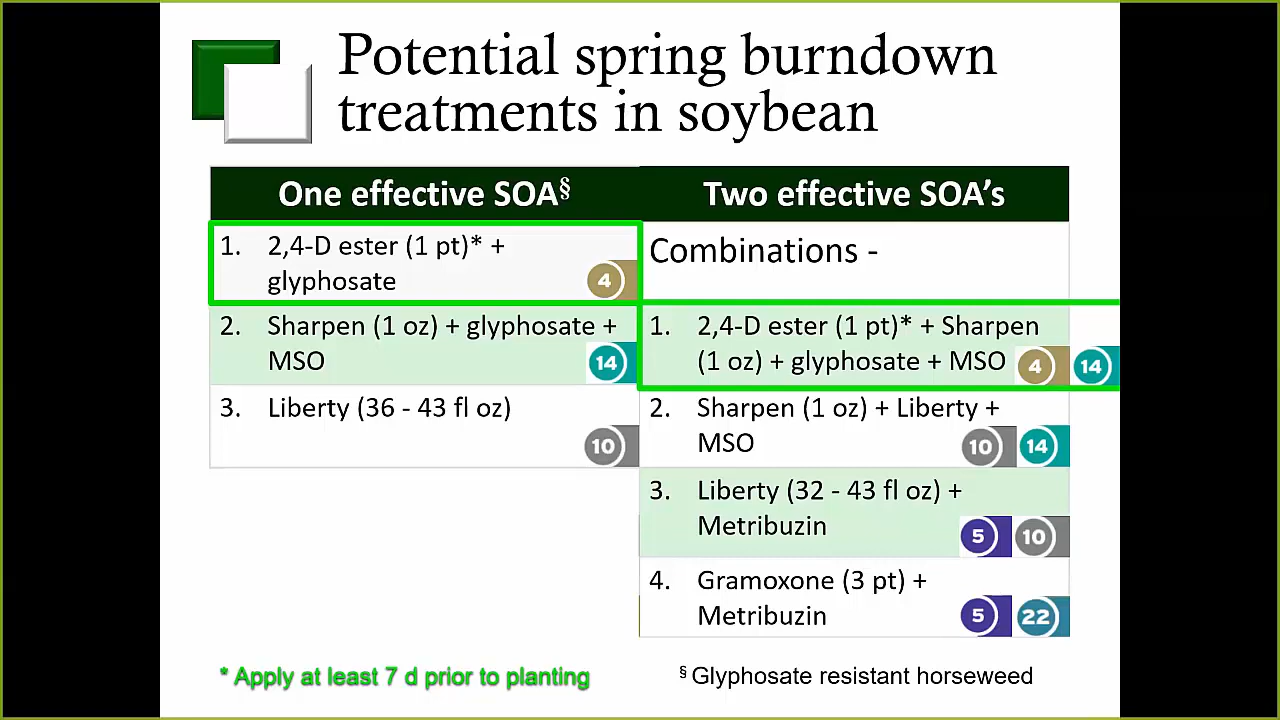 Potential spring burndown
treatments in soybean
One effective SOA§
1. 2,4-D ester (1 pt)* +
glyphosate
4
2. Sharpen (1 oz) + glyphosate +
MSO
14
3. Liberty (36 - 43 fl oz)
10
Two effective SOA's
Combinations -
1. 2,4-D ester (1 pt)* + Sharpen
(1 oz) + glyphosate + MSO
4 14
2. Sharpen (1 oz) + Liberty +
MSO
10 14
3. Liberty (32 - 43 fl oz) +
Metribuzin
5 10
4. Gramoxone (3 pt) +
Metribuzin
5 22
* Apply at least 7 d prior to planting
§ Glyphosate resistant horseweed